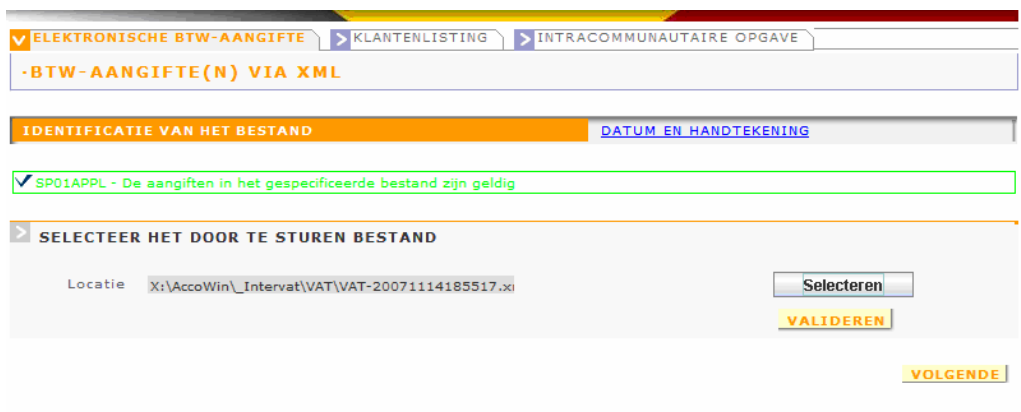 ELEKTRONISCHE BTW-AANGIFTE KLANTENLISTING INTRACOMMUNAUTAIRE OPGAVE
·BTW-AANGIFTE(N) VIA XML
IDENTIFICATIE VAN HET BESTAND DATUM EN HANDTEKENING
SP01APPL - De aangiften in het gespecificeerde bestand zijn geldig
SELECTEER HET DOOR TE STUREN BESTAND
Locatie X:\AccoWin\_Intervat\VAT\VAT-20071114185517.x Selecteren
VALIDEREN
VOLGENDE